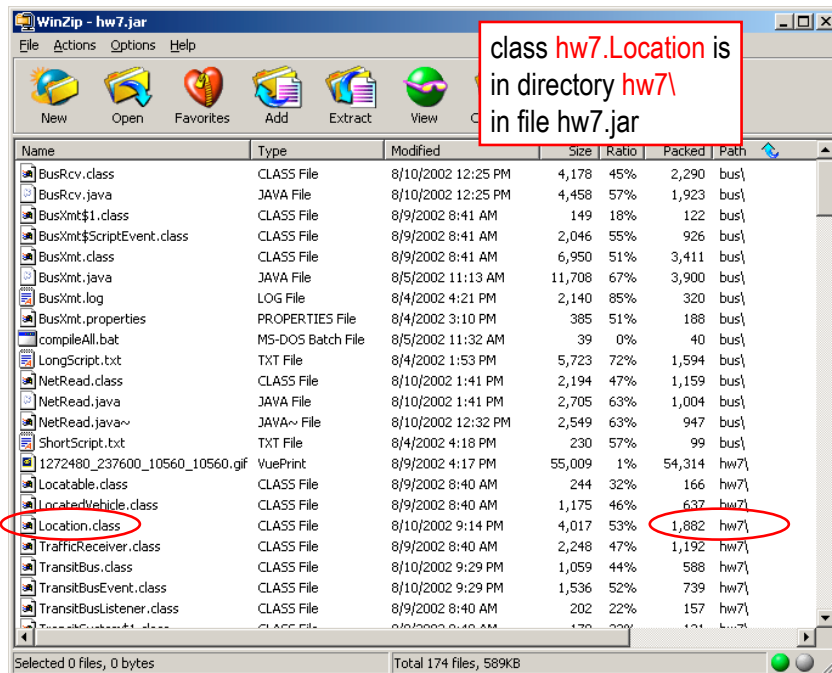 WinZip - hw7.jar
File Actions Options Help
class hw7.Location is
in directory hw7\
in file hw7.jar
New Open Favorites Add Extract View
Name Type Modified Size Ratio Packed Path
BusRcv.class CLASS File 8/10/2002 12:25 PM 4,178 45% 2,290 bus\
BusRcv.java JAVA File 8/10/2002 12:25 PM 4,458 57% 1,923 bus\
BusXmt$1.class CLASS File 8/9/2002 8:41 AM 149 18% 122 bus\
BusXmt$ScriptEvent.class CLASS File 8/9/2002 8:41 AM 2,046 55% 926 bus\
BusXmt.class CLASS File 8/9/2002 8:41 AM 6,950 51% 3,411 bus\
BusXmt.java JAVA File 8/5/2002 11:13 AM 11,708 67% 3,900 bus\
BusXmt.log LOG File 8/4/2002 4:21 PM 2,140 85% 320 bus\
BusXmt.properties PROPERTIES File 8/4/2002 3:10 PM 385 51% 188 bus\
compileAll.bat MS-DOS Batch File 8/5/2002 11:32 AM 39 0% 40 bus\
LongScript.txt TXT File 8/4/2002 1:53 PM 5,723 72% 1,594 bus\
NetRead.class CLASS File 8/10/2002 1:41 PM 2,194 47% 1,159 bus\
NetRead.java JAVA File 8/10/2002 1:41 PM 2,705 63% 1,004 bus\
NetRead.java~ JAVA~ File 8/10/2002 12:32 PM 2,549 63% 947 bus\
ShortScript.txt TXT File 8/4/2002 4:18 PM 230 57% 99 bus\
1272480_237600_10560_10560.gif VuePrint 8/9/2002 4:17 PM 55,009 1% 54,314 hw7\
Locatable.class CLASS File 8/9/2002 8:40 AM 244 32% 166 hw7\
LocatedVehicle.class CLASS File 8/9/2002 8:40 AM 1,175 46% 637 hw7\
Location.class CLASS File 8/10/2002 9:14 PM 4,017 53% 1,882 hw7\
TrafficReceiver.class CLASS File 8/9/2002 8:40 AM 2,248 47% 1,192 hw7\
TransitBus.class CLASS File 8/10/2002 9:29 PM 1,059 44% 588 hw7\
TransitBusEvent.class CLASS File 8/10/2002 9:29 PM 1,536 52% 739 hw7\
TransitBusListener.class CLASS File 8/9/2002 8:40 AM 202 22% 157 hw7\
Selected 0 files, 0 bytes Total 174 files, 589KB